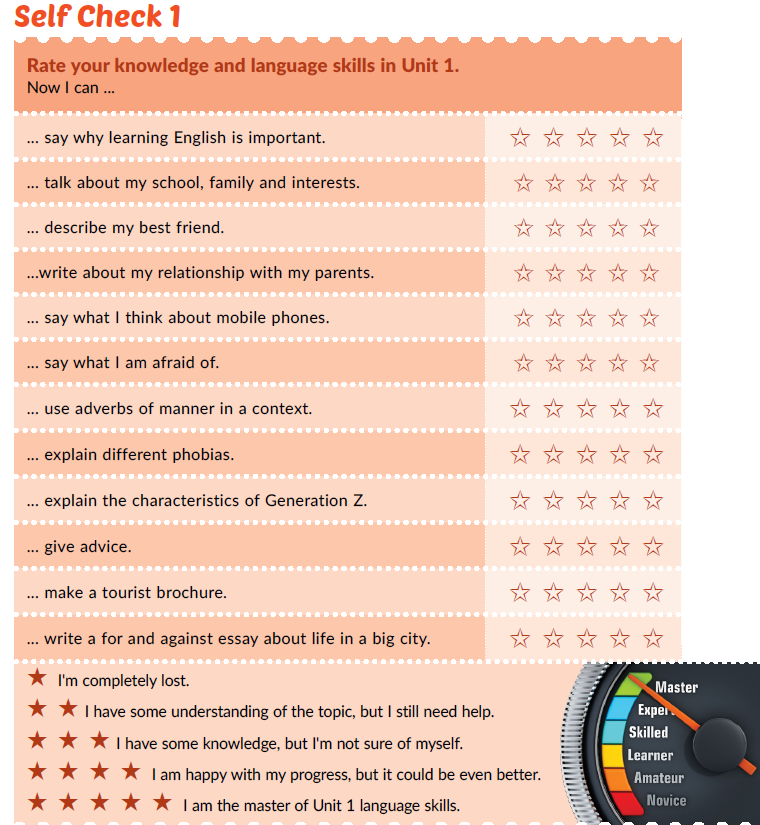 Self Check 1
Rate your knowledge and language skills in Unit 1.
Now I can ...
... say why learning English is important.
... talk about my school, family and interests.
... describe my best friend.
...write about my relationship with my parents.
... say what I think about mobile phones.
... say what I am afraid of.
... use adverbs of manner in a context.
... explain different phobias.
... explain the characteristics of Generation Z.
... give advice.
... make a tourist brochure.
... write a for and against essay about life in a big city.
I'm completely lost.
I have some understanding of the topic, but I still need help.
I have some knowledge, but I'm not sure of myself.
I am happy with my progress, but it could be even better.
I am the master of Unit 1 language skills.
Master
Expert
Skilled
Learner
Amateur
Novice